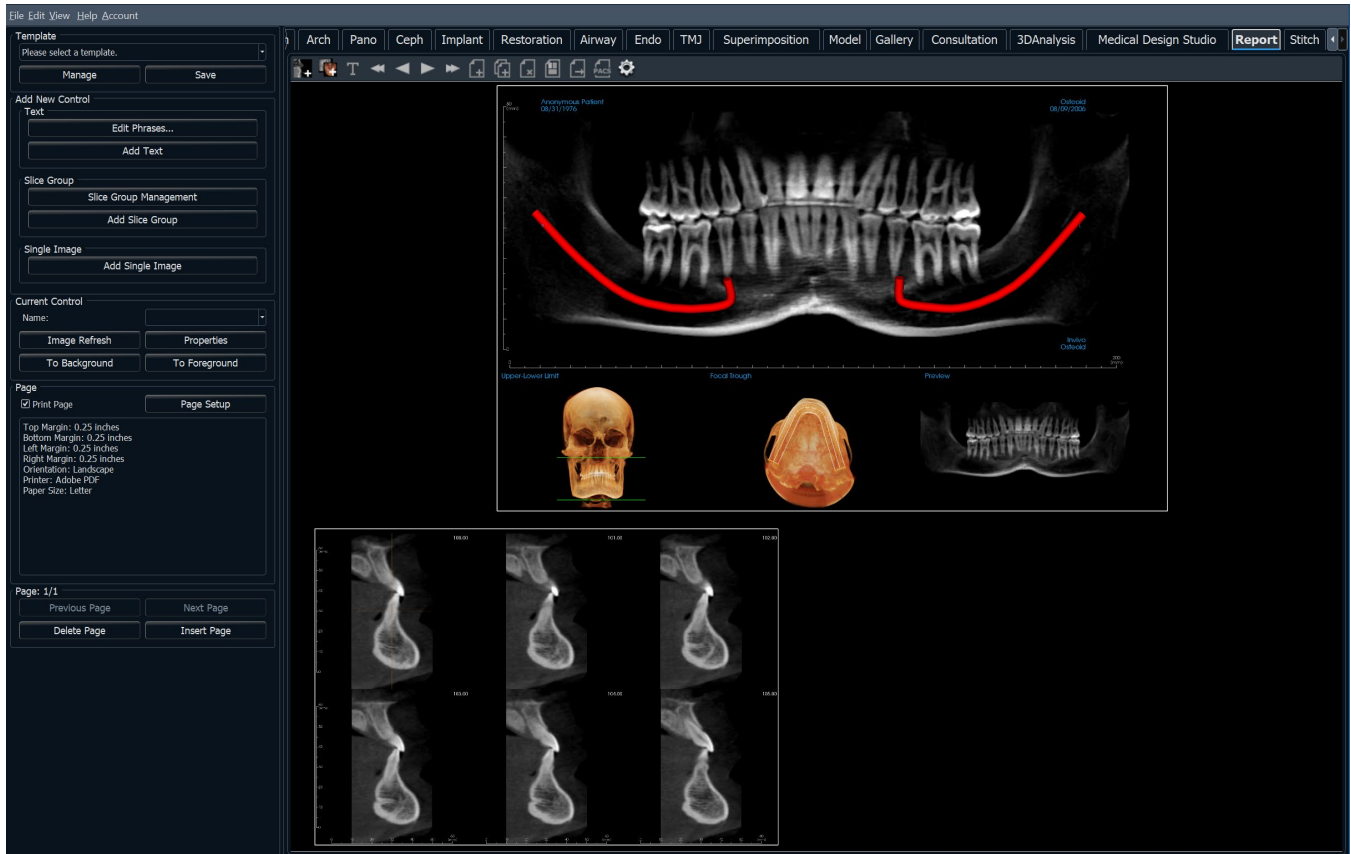 File Edit View Help Account
Template
Please select a template.
Manage Save
Add New Control
Text
Edit Phrases...
Add Text
Slice Group
Slice Group Management
Add Slice Group
Single Image
Add Single Image
Current Control
Name:
Image Refresh Properties
To Background To Foreground
Page
Print Page Page Setup
Top Margin: 0.25 inches
Bottom Margin: 0.25 inches
Left Margin: 0.25 inches
Right Margin: 0.25 inches
Orientation: Landscape
Printer: Adobe PDF
Paper Size: Letter
Page: 1/1
Previous Page Next Page
Delete Page Insert Page
Arch Pano Ceph Implant Restoration Airway Endo TMJ Superimposition Model Gallery Consultation 3DAnalysis Medical Design Studio Report Stitch
T PACS
Anonymous Patient Osteoid
08/31/1976 08/09/2006
Invivo
Osteoid
Upper-Lower Limit Focal Trough Preview
101.00 102.00